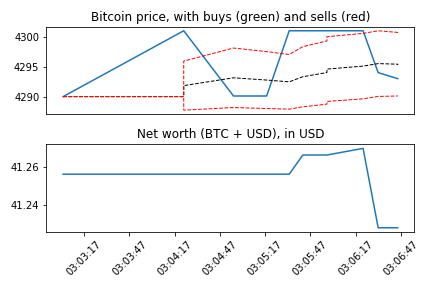 Bitcoin price, with buys (green) and sells (red)
4300
4295
4290
Net worth (BTC + USD), in USD
41.26
41.24
03:03:17 03:03:47 03:04:17 03:04:47 03:05:17 03:05:47 03:06:17 03:06:47